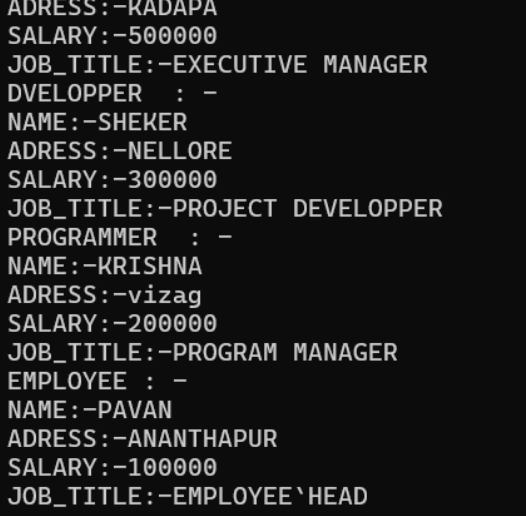 ADRESS:-KADAPA
SALARY:-500000
JOB_TITLE:-EXECUTIVE MANAGER
DVELOPPER  : -
NAME:-SHEKER
ADRESS:-NELLORE
SALARY:-300000
JOB_TITLE:-PROJECT DEVELOPPER
PROGRAMMER  : -
NAME:-KRISHNA
ADRESS:-vizag
SALARY:-200000
JOB_TITLE:-PROGRAM MANAGER
EMPLOYEE : -
NAME:-PAVAN
ADRESS:-ANANTHAPUR
SALARY:-100000
JOB_TITLE:-EMPLOYEE`HEAD